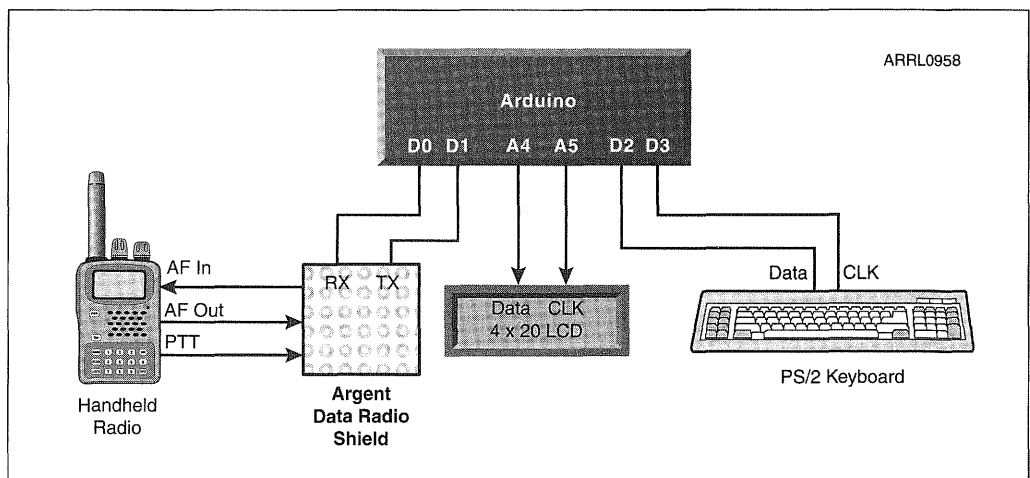 ARRL0958
Arduino
D0 D1 A4 A5 D2 D3
AF In
AF Out
PTT
RX TX
Data CLK
4 x 20 LCD
Data CLK
Handheld
Radio
Argent
Data Radio
Shield
PS/2 Keyboard